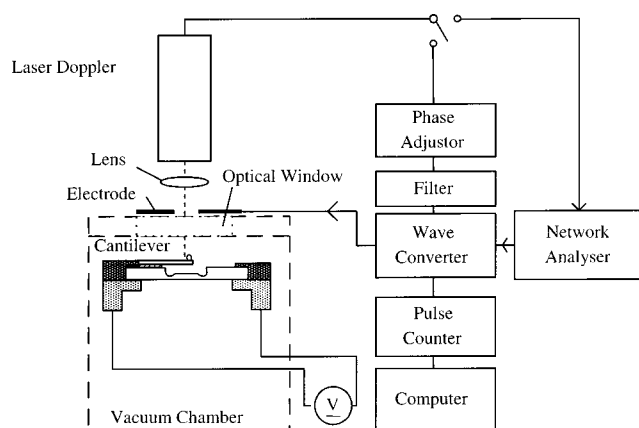 Laser Doppler
Phase
Adjustor
Lens
Optical Window
Electrode
Filter
Cantilever
Wave
Converter
Network
Analyser
Pulse
Counter
V
Computer
Vacuum Chamber